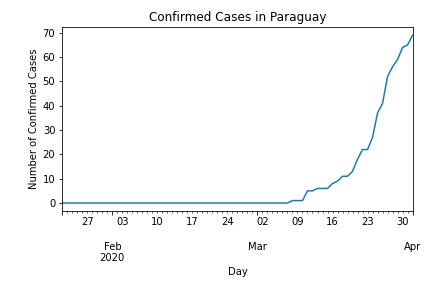 Confirmed Cases in Paraguay
Number of Confirmed Cases
70
60
50
40
30
20
10
0
27 03 10 17 24 02 09 16 23 30
Feb Mar Apr
2020
Day